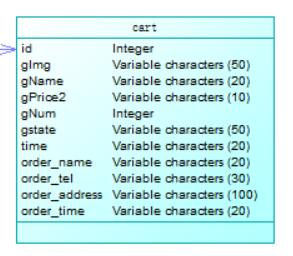 cart
id Integer
gImg Variable characters (50)
gName Variable characters (20)
gPrice2 Variable characters (10)
gNum Integer
gstate Variable characters (50)
time Variable characters (20)
order_name Variable characters (20)
order_tel Variable characters (30)
order_address Variable characters (100)
order_time Variable characters (20)